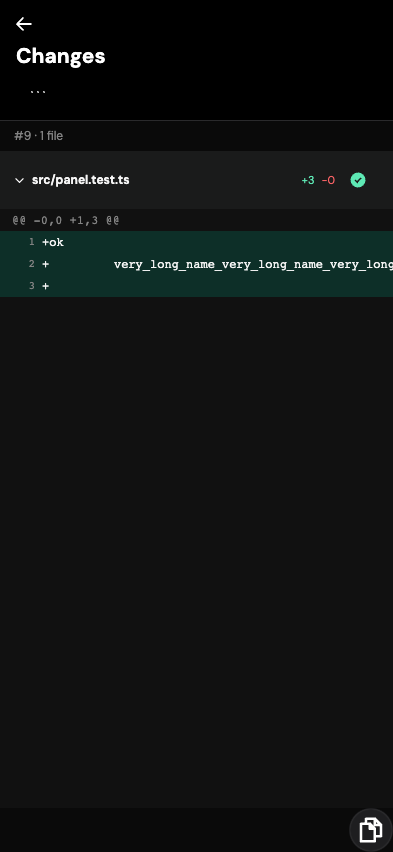 Changes
...
#9 · 1 file
src/panel.test.ts +3 -0
@@ -0,0 +1,3 @@
1 +ok
2 + very_long_name_very_long_name_very_long
3 +